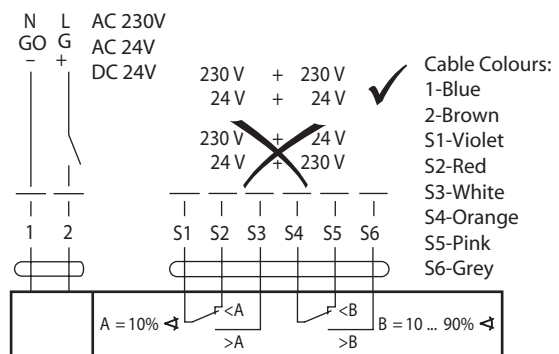 N L AC 230V
GO G AC 24V
– + DC 24V
230 V + 230 V
24 V + 24 V
230 V + 24 V
24 V + 230 V
Cable Colours:
1-Blue
2-Brown
S1-Violet
S2-Red
S3-White
S4-Orange
S5-Pink
S6-Grey
1 2 S1 S2 S3 S4 S5 S6
A = 10% <A >A
<B >B B = 10 ... 90%